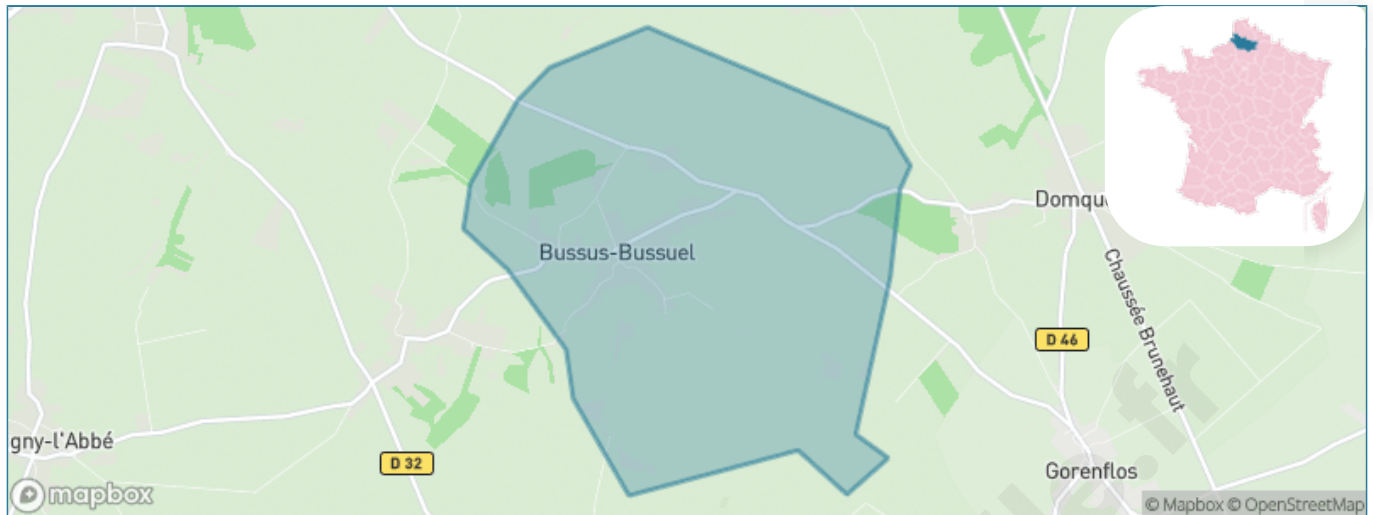 Domqu
Bussus-Bussuel
Chaussée Brunehaut
D 46
gny-l'Abbé
D 32
Gorenflos
mapbox
© Mapbox © OpenStreetMap